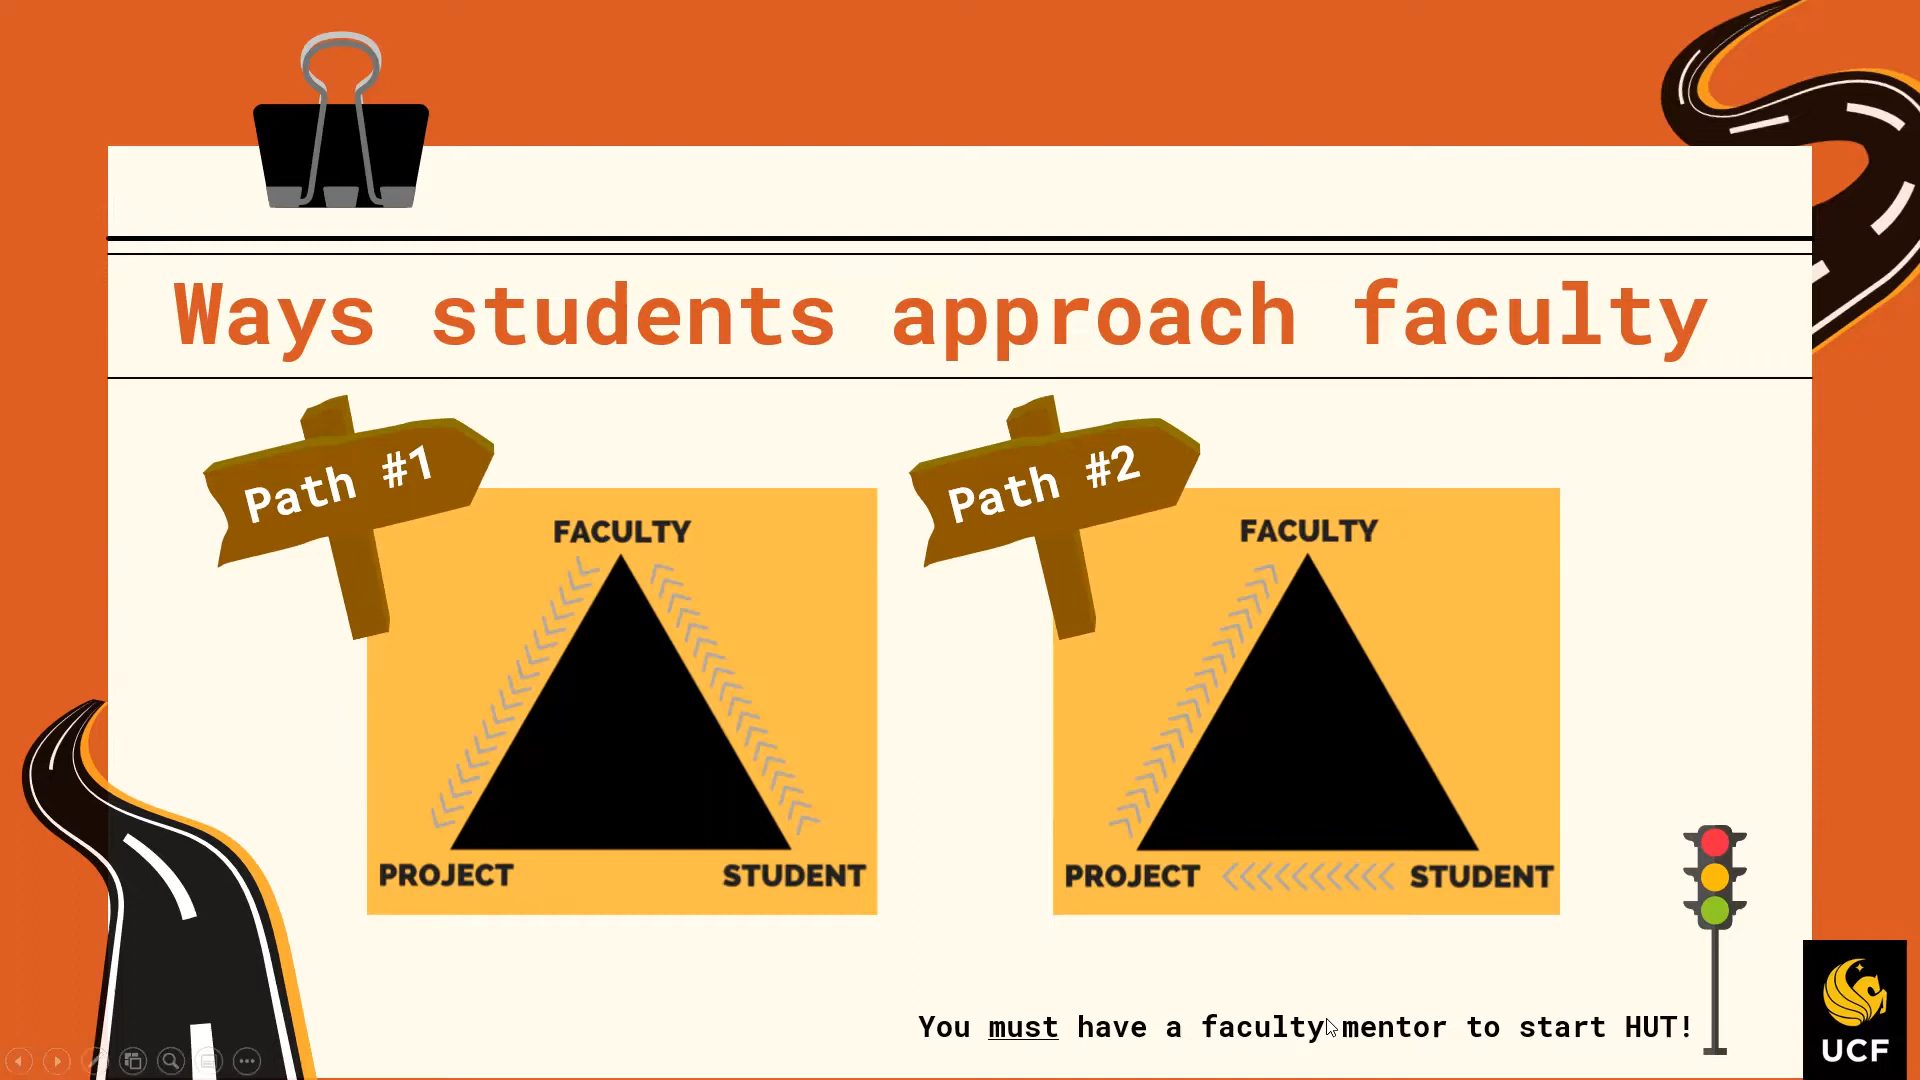 Ways students approach faculty
Path #1
FACULTY
PROJECT
STUDENT
Path #2
FACULTY
PROJECT
STUDENT
You must have a faculty mentor to start HUT!
UCF